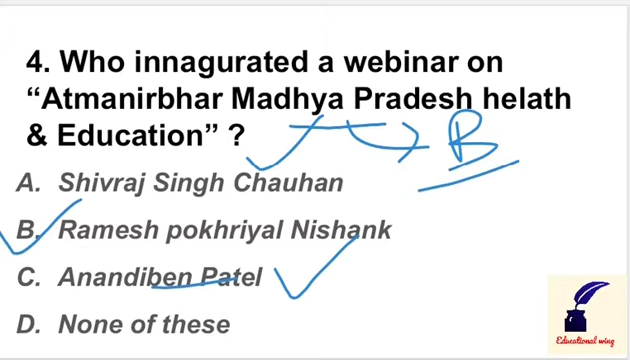 4. Who innagurated a webinar on
“Atmanirbhar Madhya Pradesh helath
& Education” ?
B
A. Shivraj Singh Chauhan
B. Ramesh pokhriyal Nishank
C. Anandiben Patel
D. None of these
Educational wing